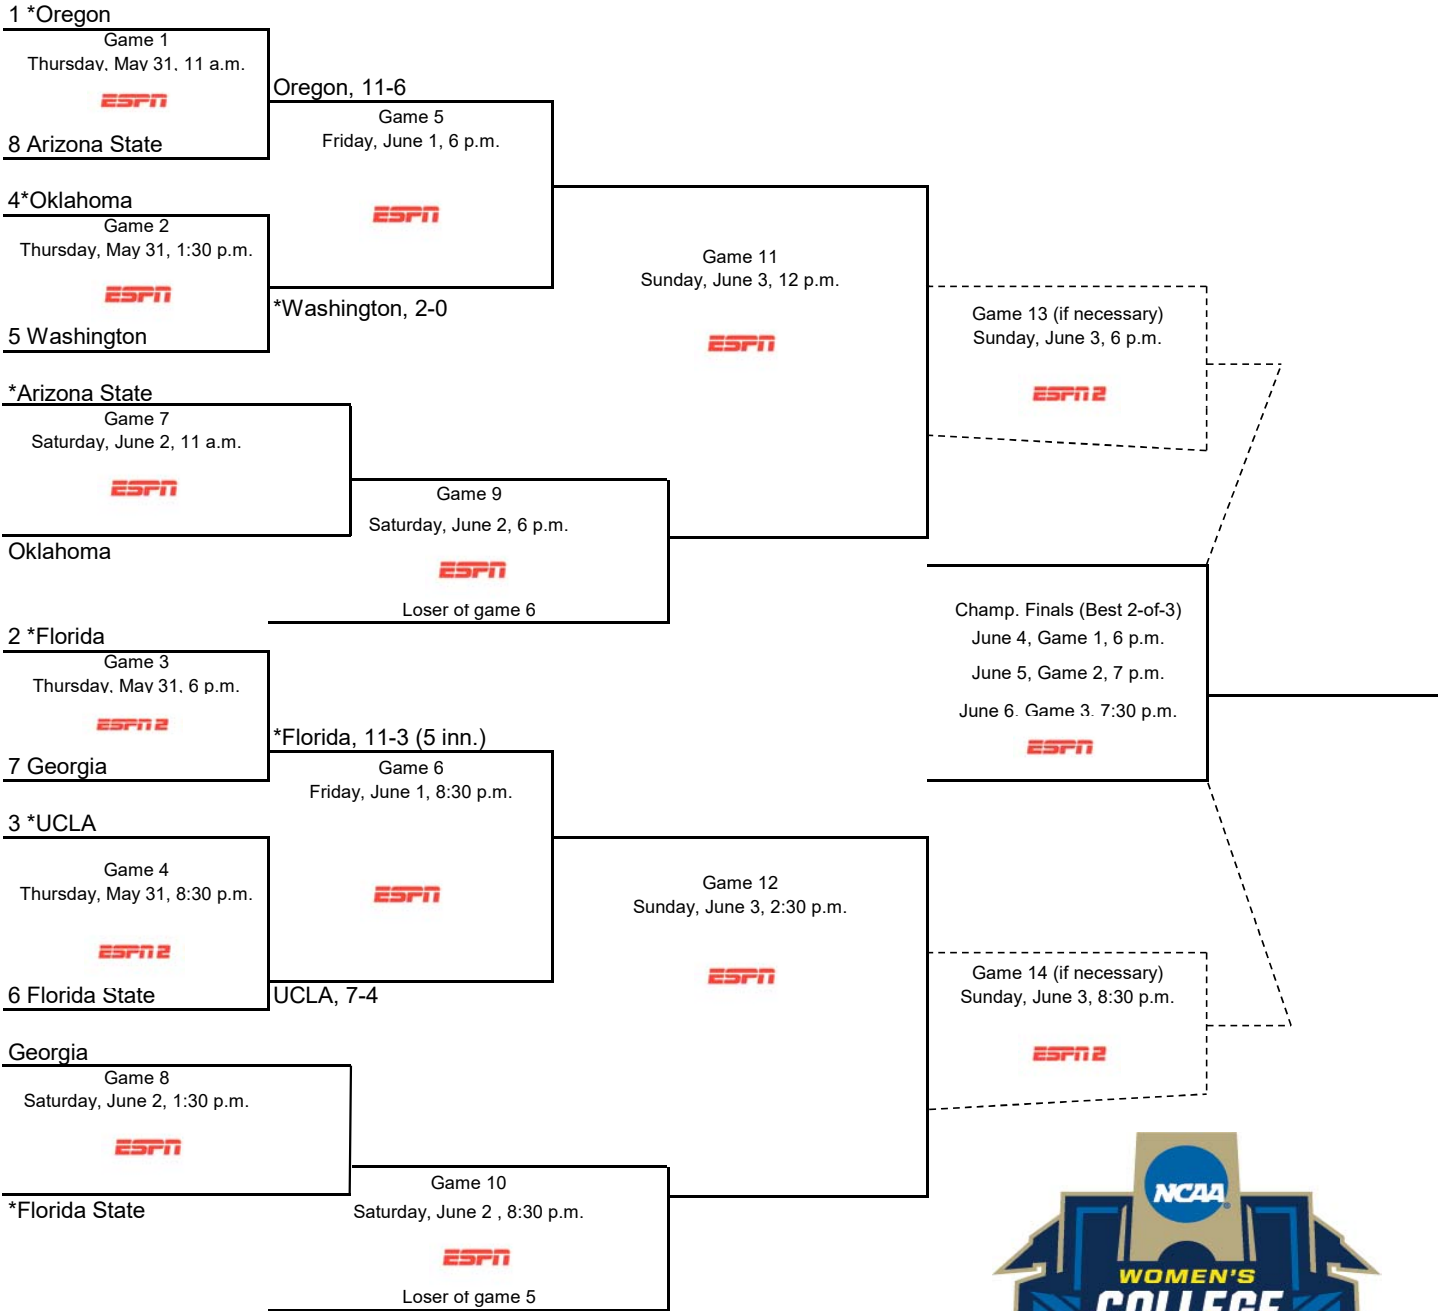 1 *Oregon
Game 1
Thursday, May 31, 11 a.m.
ESPN
8 Arizona State
Oregon, 11-6
Game 5
Friday, June 1, 6 p.m.
ESPN
4*Oklahoma
Game 2
Thursday, May 31, 1:30 p.m.
ESPN
5 Washington
*Washington, 2-0
Game 11
Sunday, June 3, 12 p.m.
ESPN
Game 13 (if necessary)
Sunday, June 3, 6 p.m.
ESPN 2
*Arizona State
Game 7
Saturday, June 2, 11 a.m.
ESPN
Oklahoma
Game 9
Saturday, June 2, 6 p.m.
ESPN
Loser of game 6
Champ. Finals (Best 2-of-3)
June 4, Game 1, 6 p.m.
June 5, Game 2, 7 p.m.
June 6, Game 3, 7:30 p.m.
ESPN
2 *Florida
Game 3
Thursday, May 31, 6 p.m.
ESPN 2
7 Georgia
*Florida, 11-3 (5 inn.)
Game 6
Friday, June 1, 8:30 p.m.
ESPN
3 *UCLA
Game 4
Thursday, May 31, 8:30 p.m.
ESPN 2
6 Florida State
UCLA, 7-4
Game 12
Sunday, June 3, 2:30 p.m.
ESPN
Game 14 (if necessary)
Sunday, June 3, 8:30 p.m.
ESPN 2
Georgia
Game 8
Saturday, June 2, 1:30 p.m.
ESPN
*Florida State
Game 10
Saturday, June 2 , 8:30 p.m.
ESPN
Loser of game 5
NCAA
WOMEN'S
COLLEGE